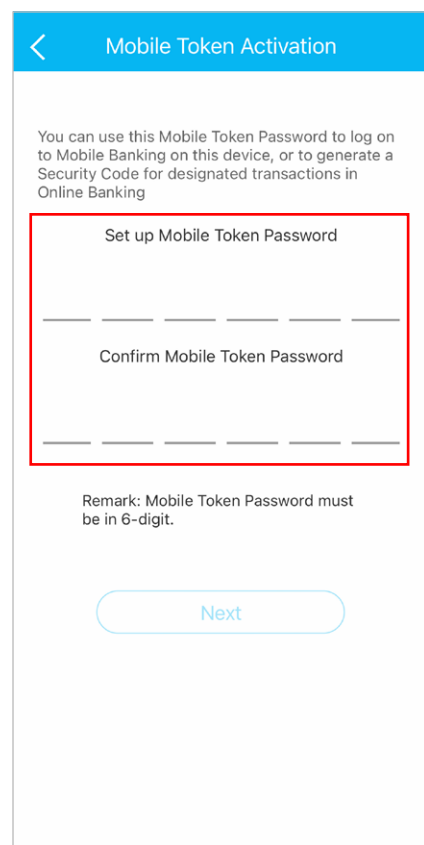 Mobile Token Activation
You can use this Mobile Token Password to log on
to Mobile Banking on this device, or to generate a
Security Code for designated transactions in
Online Banking
Set up Mobile Token Password
Confirm Mobile Token Password
Remark: Mobile Token Password must
be in 6-digit.
Next